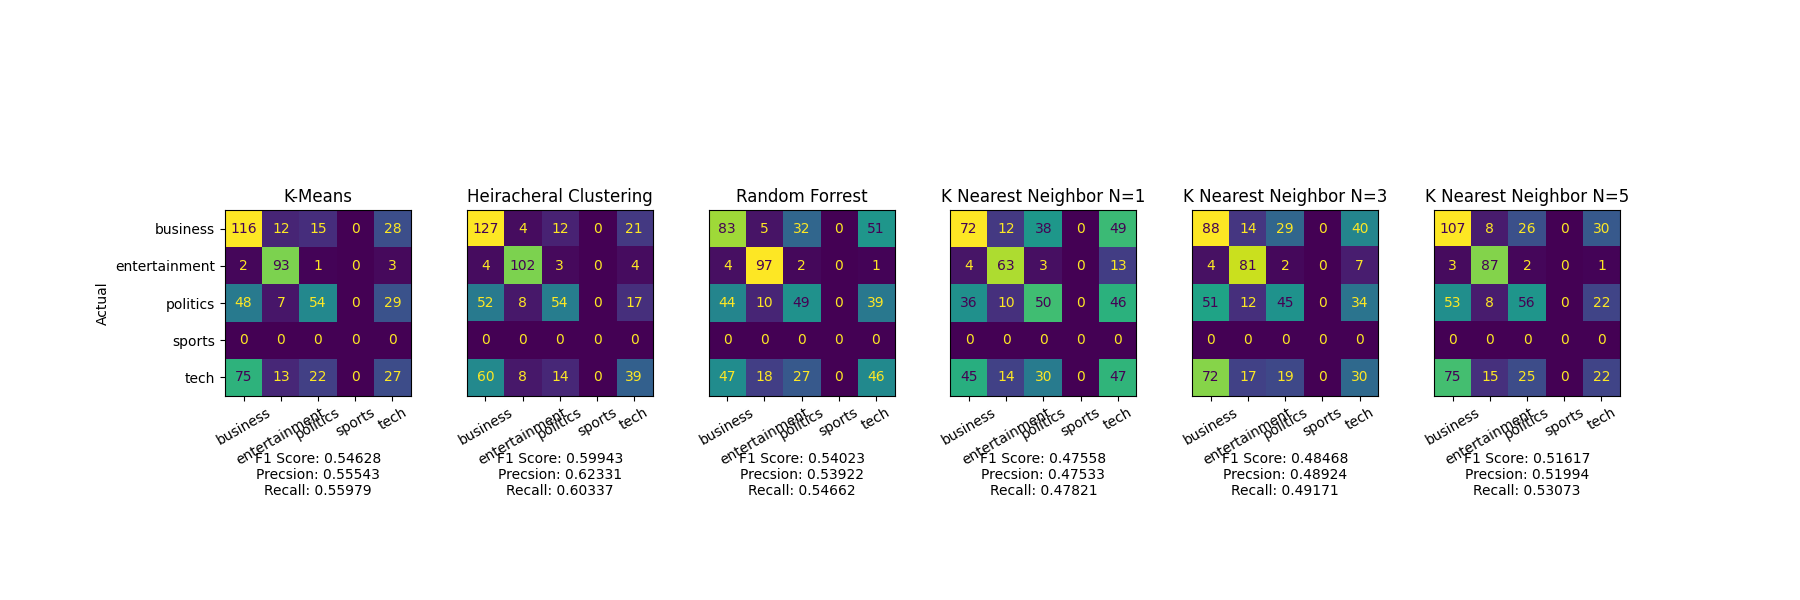 K-Means Heiracheral Clustering Random Forrest K Nearest Neighbor N=1 K Nearest Neighbor N=3 K Nearest Neighbor N=5
business 116 12 15 0 28 127 4 12 0 21 83 5 32 0 51 72 12 38 0 49 88 14 29 0 40 107 8 26 0 30
entertainment 2 93 1 0 3 4 102 3 0 4 4 97 2 0 1 4 63 3 0 13 4 81 2 0 7 3 87 2 0 1
Actual
politics 48 7 54 0 29 52 8 54 0 17 44 10 49 0 39 36 10 50 0 46 51 12 45 0 34 53 8 56 0 22
sports 0 0 0 0 0 0 0 0 0 0 0 0 0 0 0 0 0 0 0 0 0 0 0 0 0 0 0 0 0 0
tech 75 13 22 0 27 60 8 14 0 39 47 18 27 0 46 45 14 30 0 47 72 17 19 0 30 75 15 25 0 22
business entertainment politics sports tech business entertainment politics sports tech business entertainment politics sports tech business entertainment politics sports tech business entertainment politics sports tech business entertainment politics sports tech
F1 Score: 0.54628 F1 Score: 0.59943 F1 Score: 0.54023 F1 Score: 0.47558 F1 Score: 0.48468 F1 Score: 0.51617
Precsion: 0.55543 Precsion: 0.62331 Precsion: 0.53922 Precsion: 0.47533 Precsion: 0.48924 Precsion: 0.51994
Recall: 0.55979 Recall: 0.60337 Recall: 0.54662 Recall: 0.47821 Recall: 0.49171 Recall: 0.53073